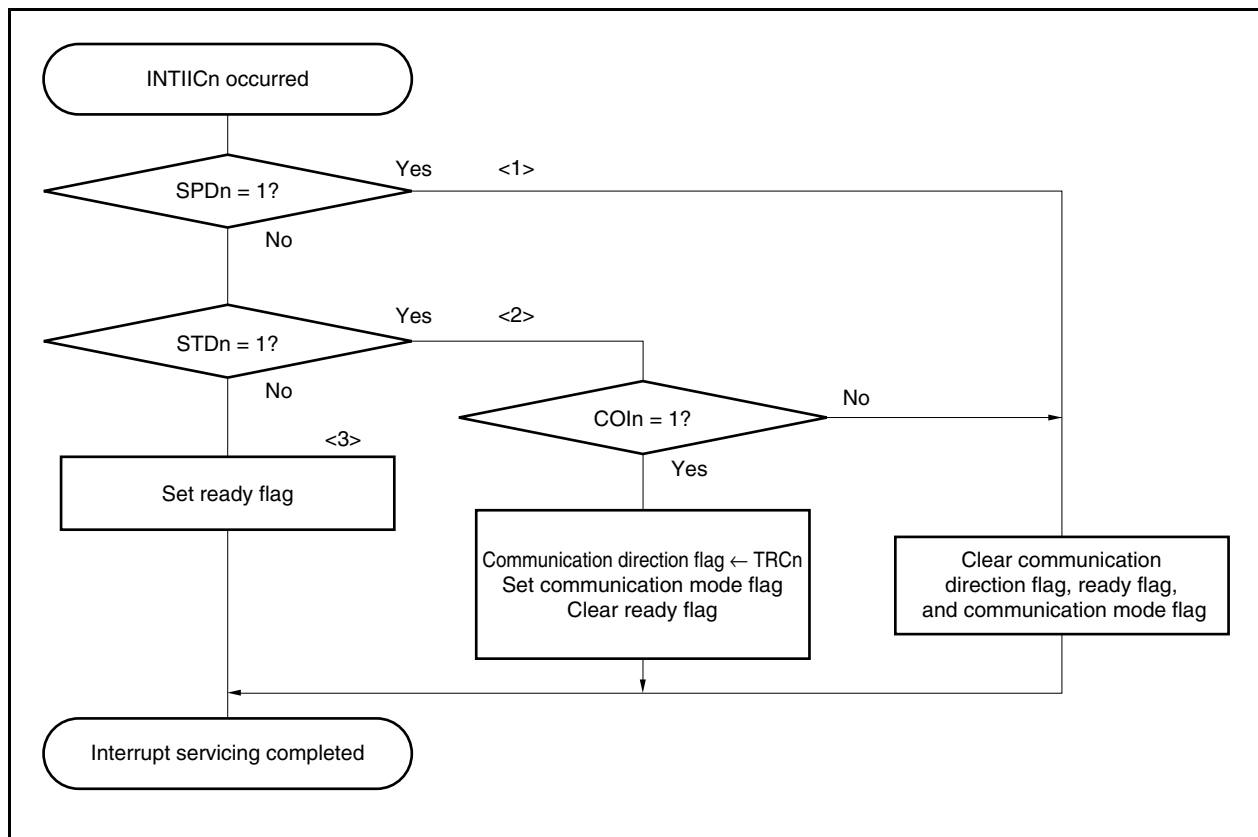 INTIICn occurred
Yes
<1>
SPDn = 1?
No
Yes
<2>
STDn = 1?
No
COIn = 1?
No
Yes
<3>
Set ready flag
Communication direction flag ← TRCn
Set communication mode flag
Clear ready flag
Clear communication
direction flag, ready flag,
and communication mode flag
Interrupt servicing completed